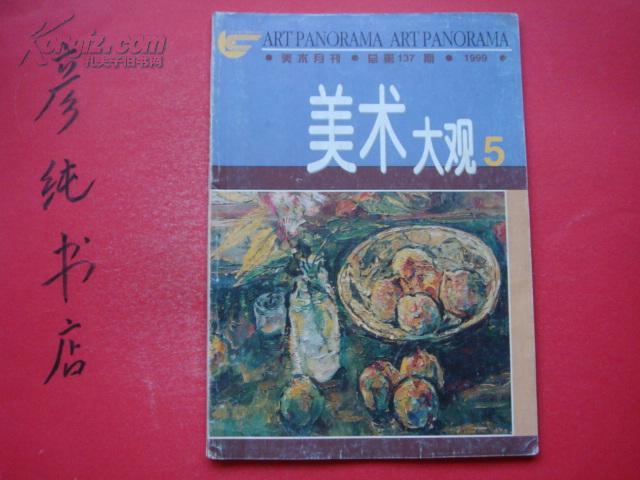 Kongfz.com
孔夫子旧书网
彦纯书店
ART PANORAMA ART PANORAMA
● 美术月刊 ● 总第137期 ● 1999 ●
美术大观 5